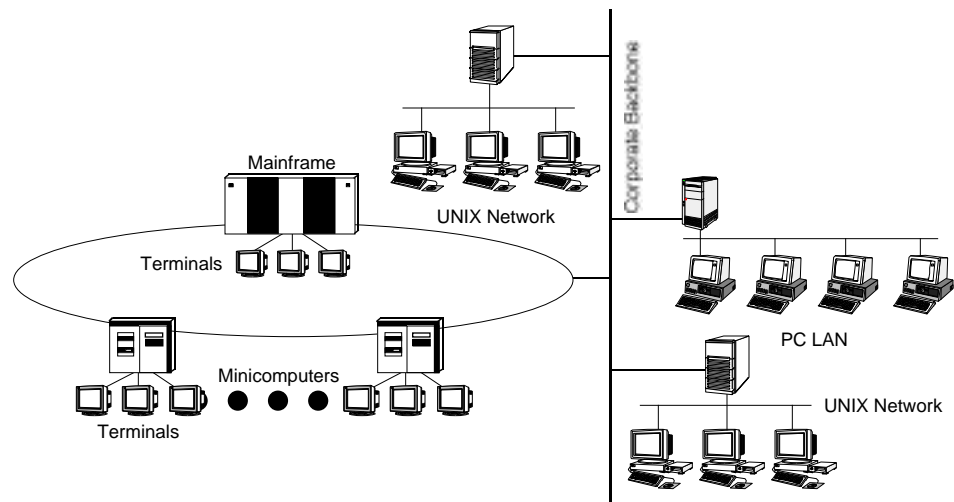 Corporate Backbone
Mainframe
UNIX Network
Terminals
PC LAN
Minicomputers
UNIX Network
Terminals